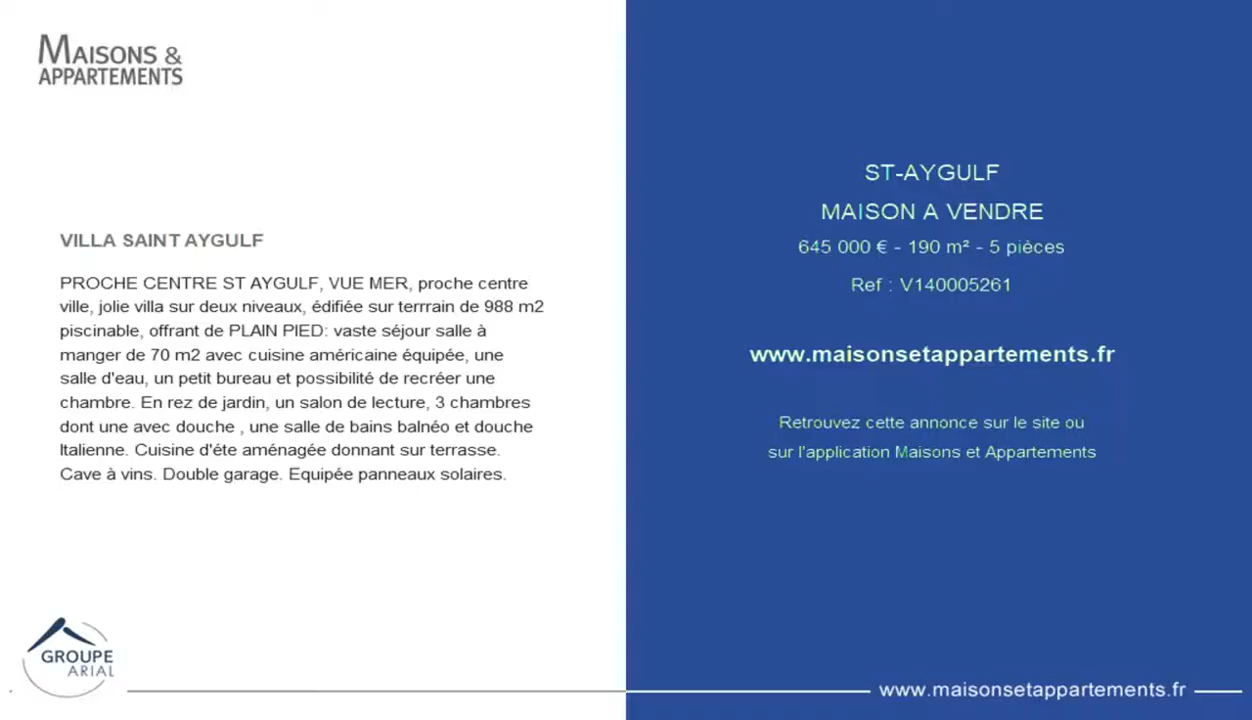 MAISONS &
APPARTEMENTS
VILLA SAINT AYGULF
PROCHE CENTRE ST AYGULF, VUE MER, proche centre
ville, jolie villa sur deux niveaux, édifiée sur terrrain de 988 m2
piscinable, offrant de PLAIN PIED: vaste séjour salle à
manger de 70 m2 avec cuisine américaine équipée, une
salle d'eau, un petit bureau et possibilité de recréer une
chambre. En rez de jardin, un salon de lecture, 3 chambres
dont une avec douche , une salle de bains balnéo et douche
Italienne. Cuisine d'éte aménagée donnant sur terrasse.
Cave à vins. Double garage. Equipée panneaux solaires.
GROUPE
ARIAL
ST-AYGULF
MAISON A VENDRE
645 000 € - 190 m² - 5 pièces
Ref : V140005261
www.maisonsetappartements.fr
Retrouvez cette annonce sur le site ou
sur l'application Maisons et Appartements
www.maisonsetappartements.fr